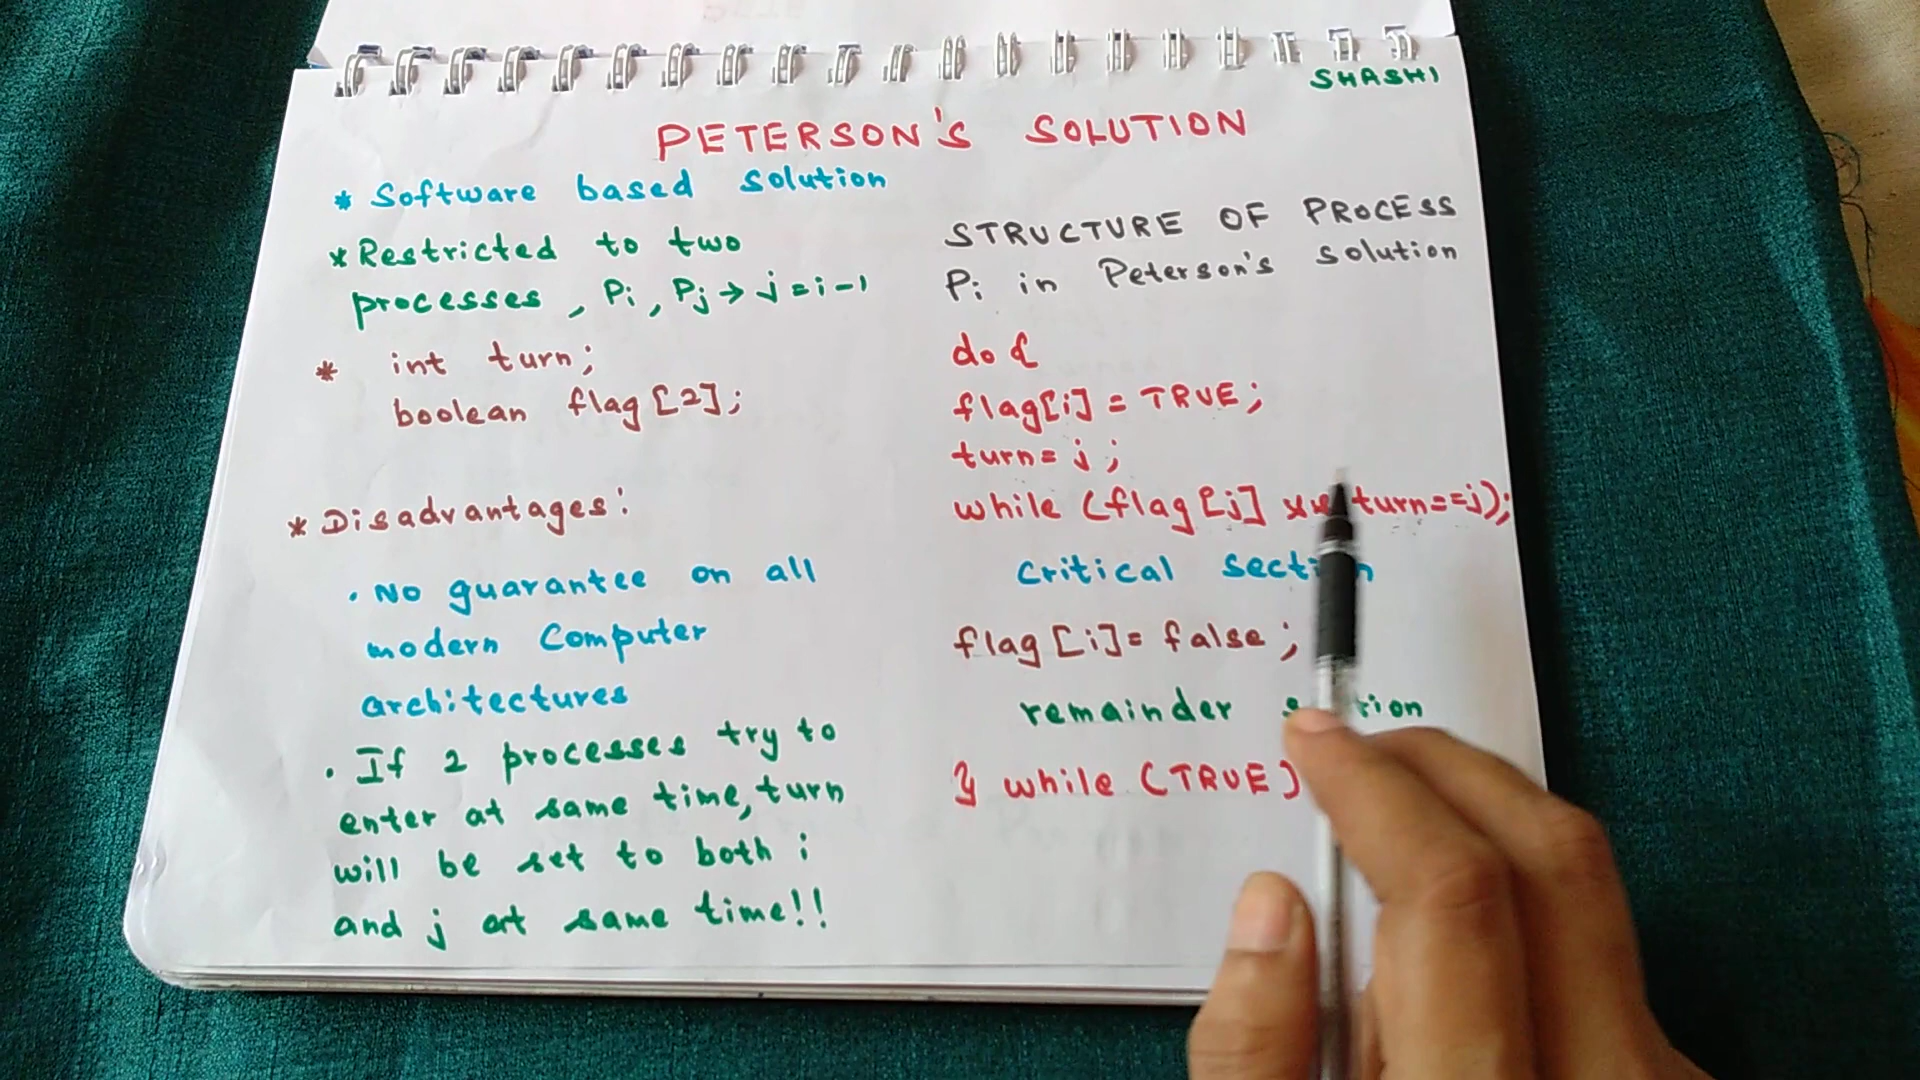 SHASHI
PETERSON'S SOLUTION
* Software based solution
* Restricted to two
processes, Pi, Pj → j=i-1
* int turn;
boolean flag[2];
* Disadvantages:
. No guarantee on all
modern Computer
architectures
. If 2 processes try to
enter at same time, turn
will be set to both i
and j at same time!!
STRUCTURE OF PROCESS
Pi in Peterson's solution
do {
flag[i] = TRUE;
turn= j;
while (flag[j] turn==j);
Critical section
flag[i]= false;
remainder section
} while (TRUE)